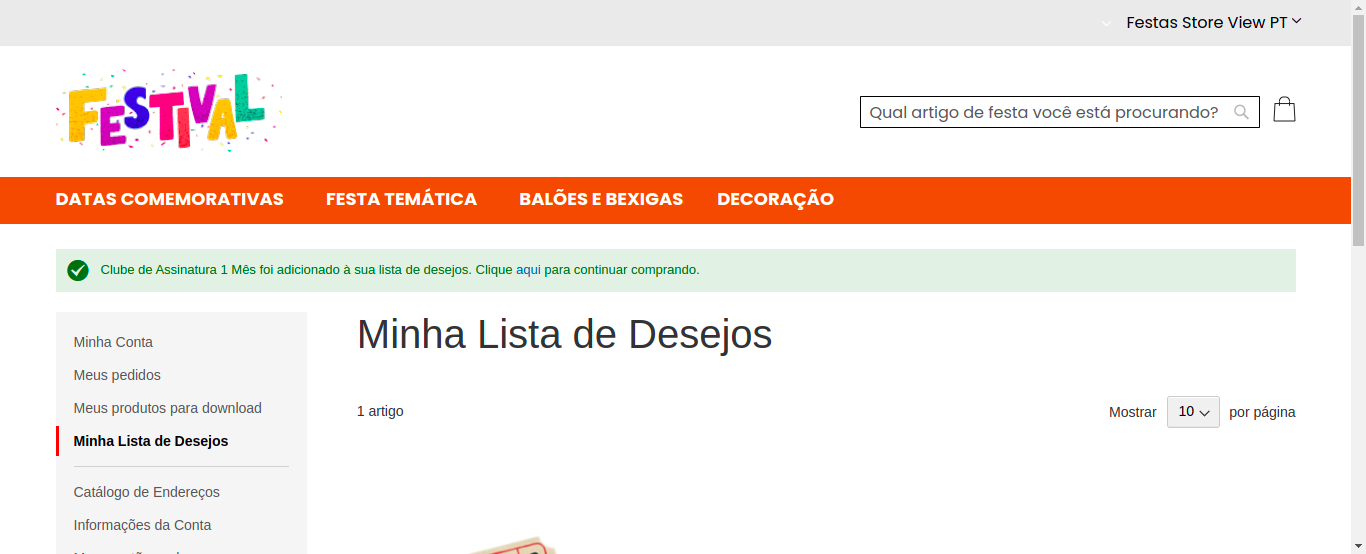 Festas Store View PT
FESTIVAL
Qual artigo de festa você está procurando?
DATAS COMEMORATIVAS FESTA TEMÁTICA BALÕES E BEXIGAS DECORAÇÃO
Clube de Assinatura 1 Mês foi adicionado à sua lista de desejos. Clique aqui para continuar comprando.
Minha Conta
Meus pedidos
Meus produtos para download
Minha Lista de Desejos
Catálogo de Endereços
Informações da Conta
Minha Lista de Desejos
1 artigo
Mostrar 10 por página